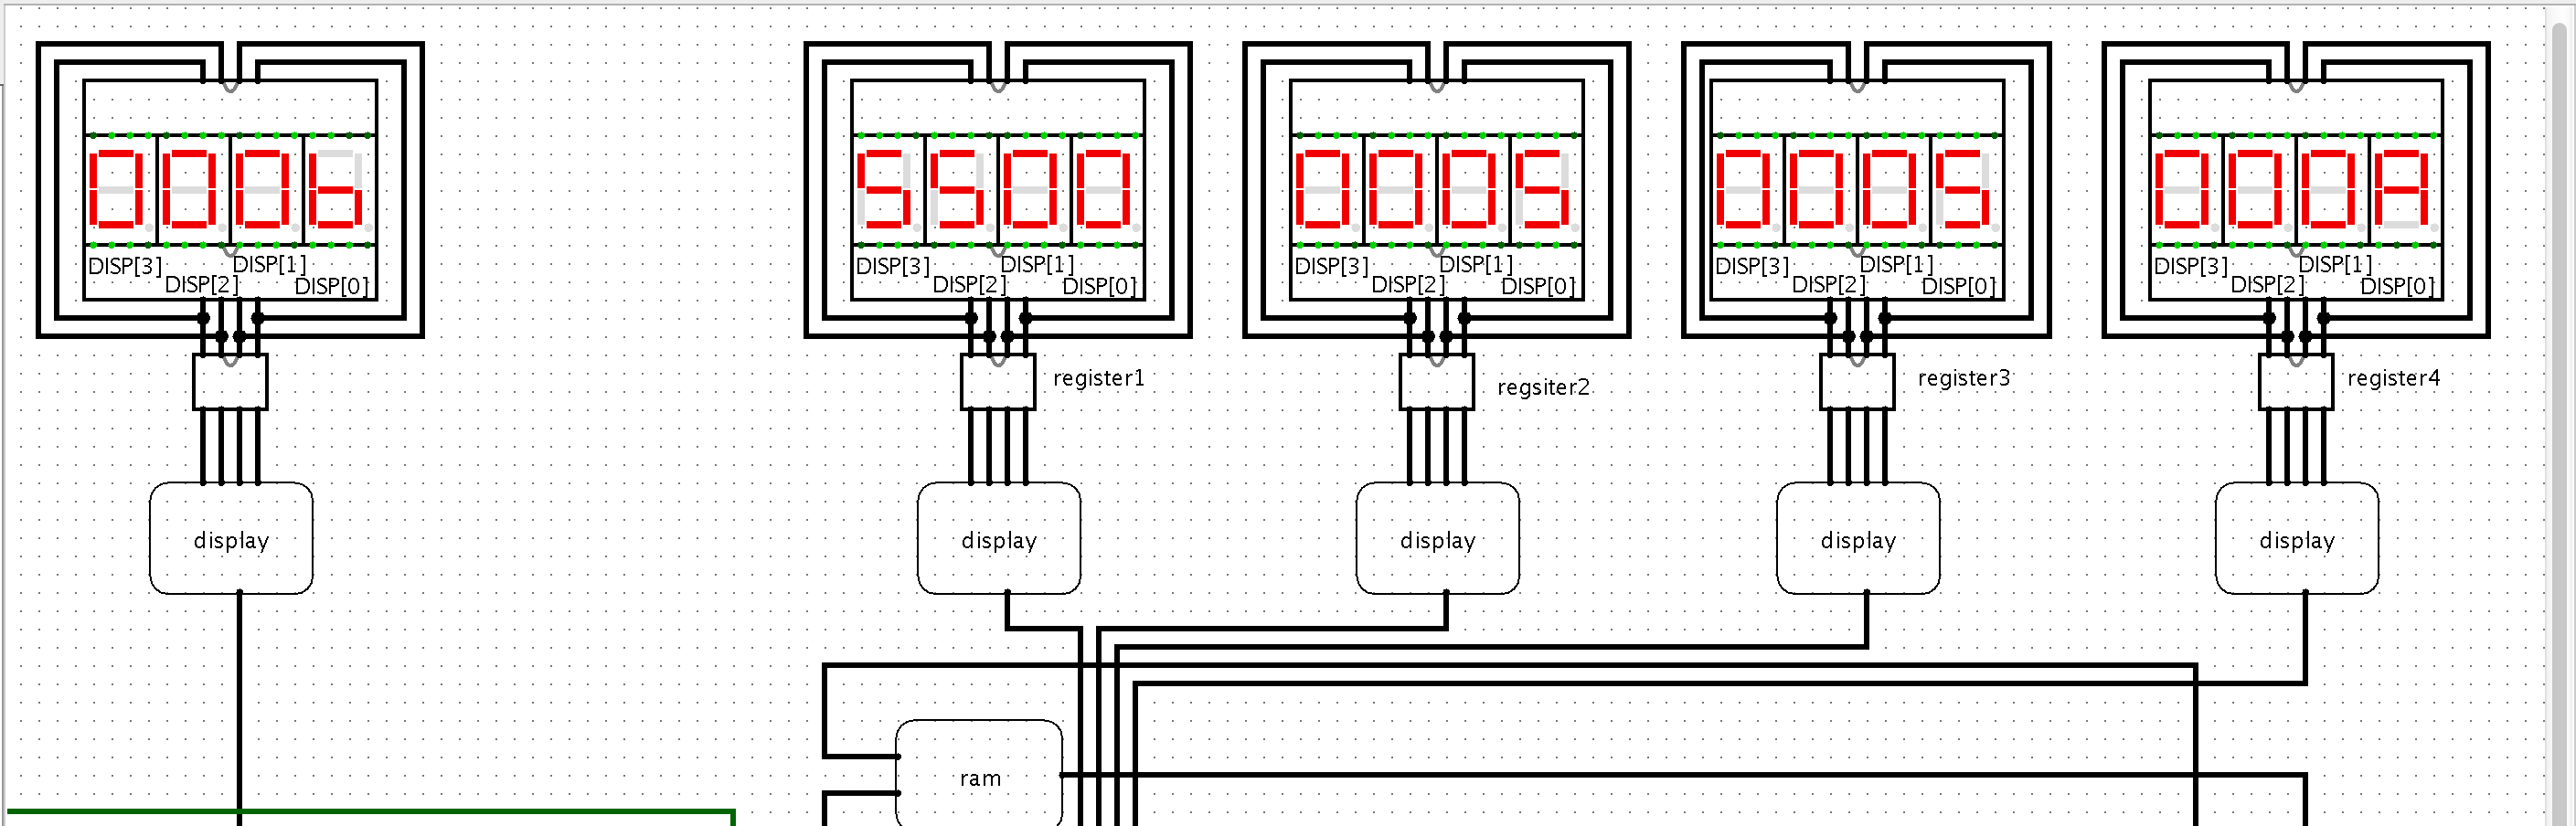 000b
5500
0005
0005
000A
DISP[3] DISP[2] DISP[1] DISP[0]
DISP[3] DISP[2] DISP[1] DISP[0]
DISP[3] DISP[2] DISP[1] DISP[0]
DISP[3] DISP[2] DISP[1] DISP[0]
DISP[3] DISP[2] DISP[1] DISP[0]
register1
regsiter2
register3
register4
display
display
display
display
display
ram